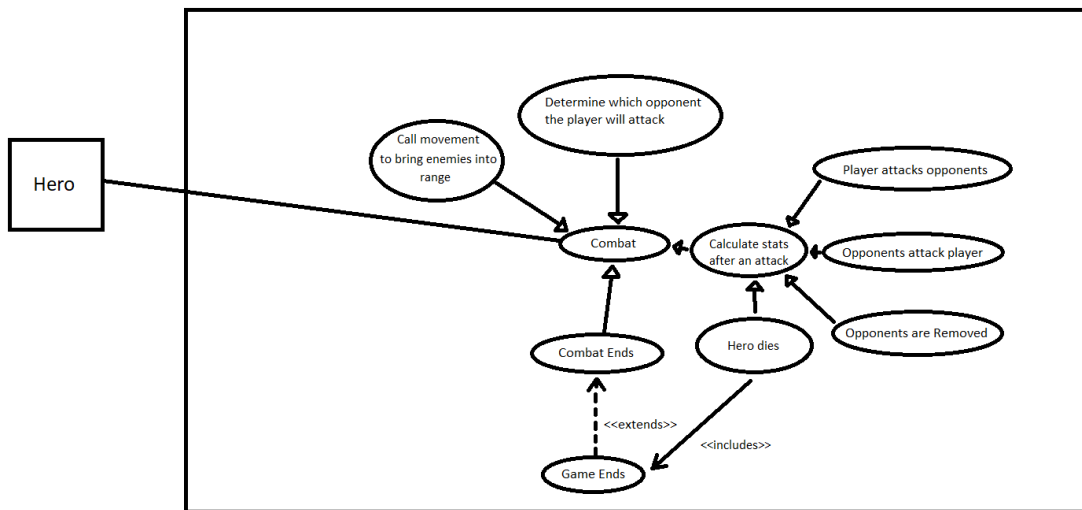 Hero
Call movement
to bring enemies into
range
Determine which opponent
the player will attack
Combat
Calculate stats
after an attack
Player attacks opponents
Opponents attack player
Opponents are Removed
Combat Ends
Hero dies
<<extends>>
<<includes>>
Game Ends